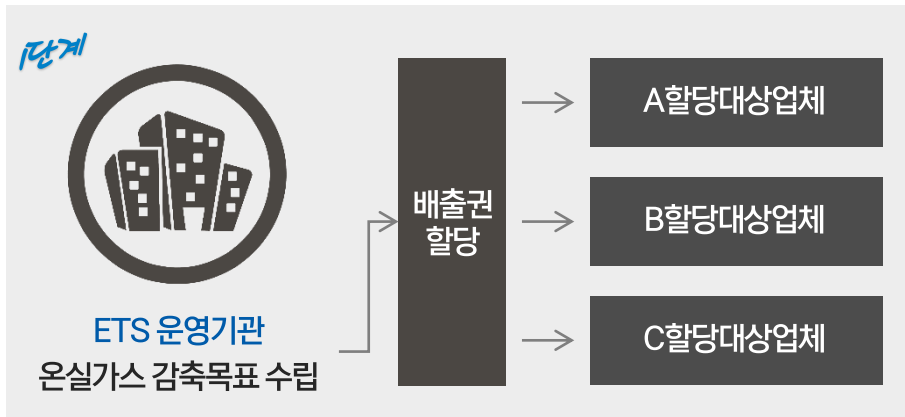 1단계
ETS 운영기관
온실가스 감축목표 수립
배출권
할당
A할당대상업체
B할당대상업체
C할당대상업체